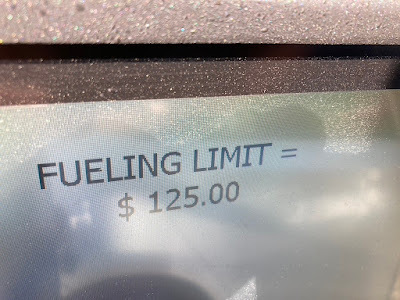 FUELING LIMIT =
$ 125.00